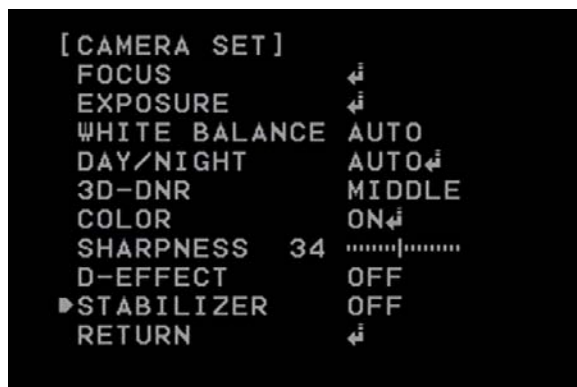 [CAMERA SET]
FOCUS ↲
EXPOSURE ↲
WHITE BALANCE AUTO
DAY/NIGHT AUTO↲
3D-DNR MIDDLE
COLOR ON↲
SHARPNESS 34
D-EFFECT OFF
STABILIZER OFF
RETURN ↲